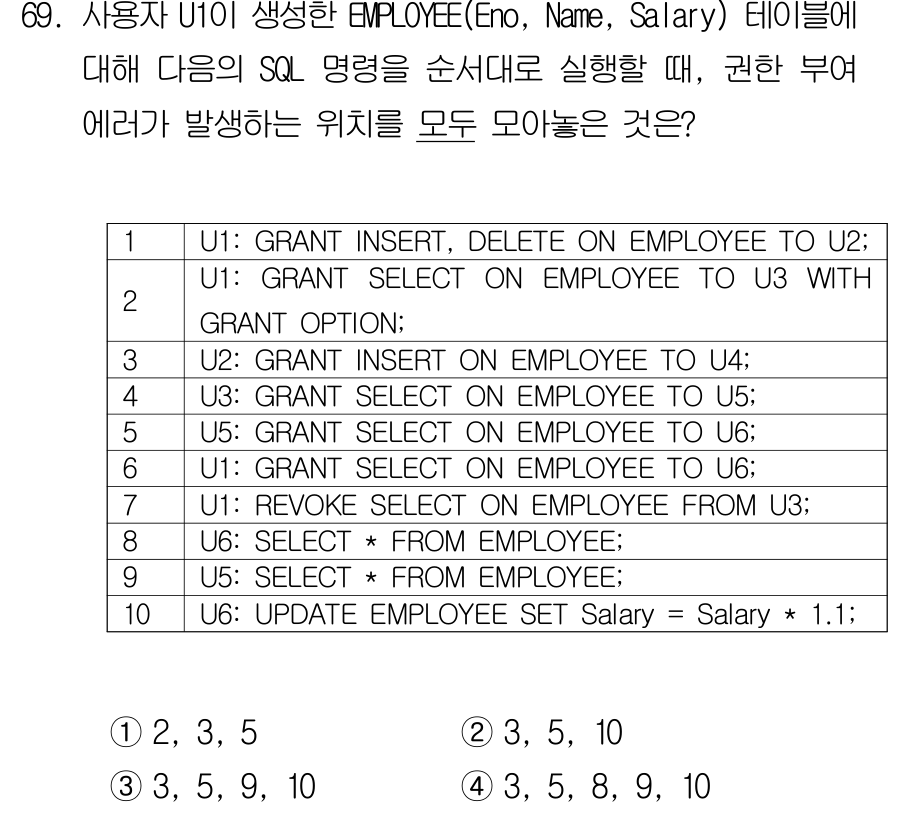 69. 사용자 U1이 생성한 EMPLOYEE(Eno, Name, Salary) 테이블에
대해 다음의 SQL 명령을 순서대로 실행할 때, 권한 부여
에러가 발생하는 위치를 모두 모아놓은 것은?
1 U1: GRANT INSERT, DELETE ON EMPLOYEE TO U2;
2 U1: GRANT SELECT ON EMPLOYEE TO U3 WITH
GRANT OPTION;
3 U2: GRANT INSERT ON EMPLOYEE TO U4;
4 U3: GRANT SELECT ON EMPLOYEE TO U5;
5 U5: GRANT SELECT ON EMPLOYEE TO U6;
6 U1: GRANT SELECT ON EMPLOYEE TO U6;
7 U1: REVOKE SELECT ON EMPLOYEE FROM U3;
8 U6: SELECT * FROM EMPLOYEE;
9 U5: SELECT * FROM EMPLOYEE;
10 U6: UPDATE EMPLOYEE SET Salary = Salary * 1.1;
① 2, 3, 5 ② 3, 5, 10
③ 3, 5, 9, 10 ④ 3, 5, 8, 9, 10